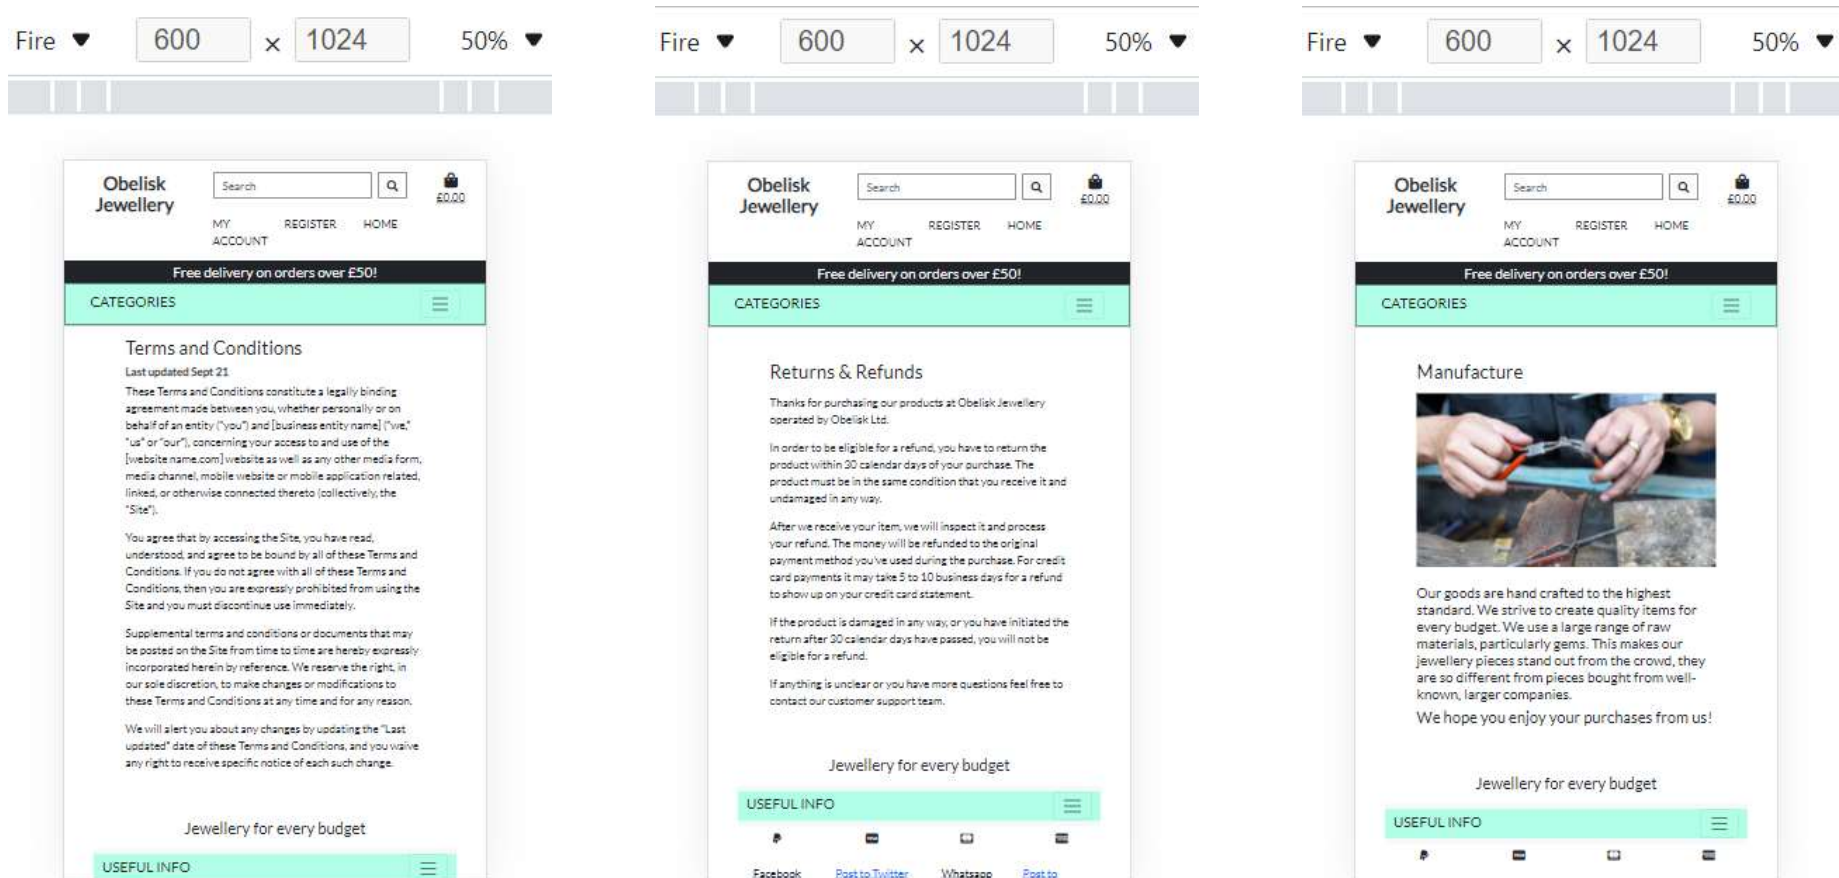 Fire 600 × 1024 50%
Obelisk
Jewellery
Search
£0.00
MY
ACCOUNT
REGISTER
HOME
Free delivery on orders over £50!
CATEGORIES
Terms and Conditions
Last updated Sept 21
These Terms and Conditions constitute a legally binding
agreement made between you, whether personally or on
behalf of an entity ("you") and [business entity name] ("we,"
"us" or "our"), concerning your access to and use of the
[website name.com] website as well as any other media form,
media channel, mobile website or mobile application related,
linked, or otherwise connected thereto (collectively, the
"Site").
You agree that by accessing the Site, you have read,
understood, and agree to be bound by all of these Terms and
Conditions. If you do not agree with all of these Terms and
Conditions, then you are expressly prohibited from using the
Site and you must discontinue use immediately.
Supplemental terms and conditions or documents that may
be posted on the Site from time to time are hereby expressly
incorporated herein by reference. We reserve the right, in
our sole discretion, to make changes or modifications to
these Terms and Conditions at any time and for any reason.
We will alert you about any changes by updating the "Last
updated" date of these Terms and Conditions, and you waive
any right to receive specific notice of each such change.
Jewellery for every budget
USEFUL INFO
Fire 600 × 1024 50%
Obelisk
Jewellery
Search
£0.00
MY
ACCOUNT
REGISTER
HOME
Free delivery on orders over £50!
CATEGORIES
Returns & Refunds
Thanks for purchasing our products at Obelisk Jewellery
operated by Obelisk Ltd.
In order to be eligible for a refund, you have to return the
product within 30 calendar days of your purchase. The
product must be in the same condition that you receive it and
undamaged in any way.
After we receive your item, we will inspect it and process
your refund. The money will be refunded to the original
payment method you've used during the purchase. For credit
card payments it may take 5 to 10 business days for a refund
to show up on your credit card statement.
If the product is damaged in any way, or you have initiated the
return after 30 calendar days have passed, you will not be
eligible for a refund.
If anything is unclear or you have more questions feel free to
contact our customer support team.
Jewellery for every budget
USEFUL INFO
Facebook Post to Twitter Whatsapp Post to
Fire 600 × 1024 50%
Obelisk
Jewellery
Search
£0.00
MY
ACCOUNT
REGISTER
HOME
Free delivery on orders over £50!
CATEGORIES
Manufacture
Our goods are hand crafted to the highest
standard. We strive to create quality items for
every budget. We use a large range of raw
materials, particularly gems. This makes our
jewellery pieces stand out from the crowd, they
are so different from pieces bought from well-
known, larger companies.
We hope you enjoy your purchases from us!
Jewellery for every budget
USEFUL INFO